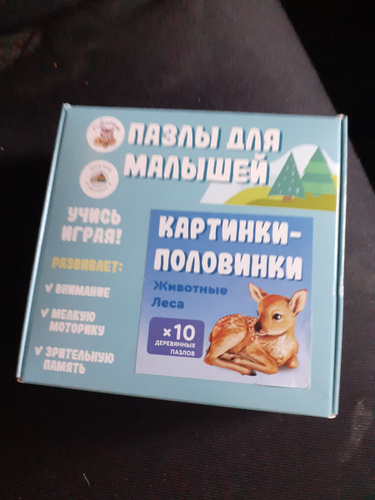 ПАЗЛЫ ДЛЯ
МАЛЫШЕЙ
УЧИСЬ
ИГРАЯ!
РАЗВИВАЕТ:
ВНИМАНИЕ
МЕЛКУЮ
МОТОРИКУ
ЗРИТЕЛЬНУЮ
ПАМЯТЬ
КАРТИНКИ-
ПОЛОВИНКИ
Животные
Леса
×10
ДЕРЕВЯННЫХ
ПАЗЛОВ